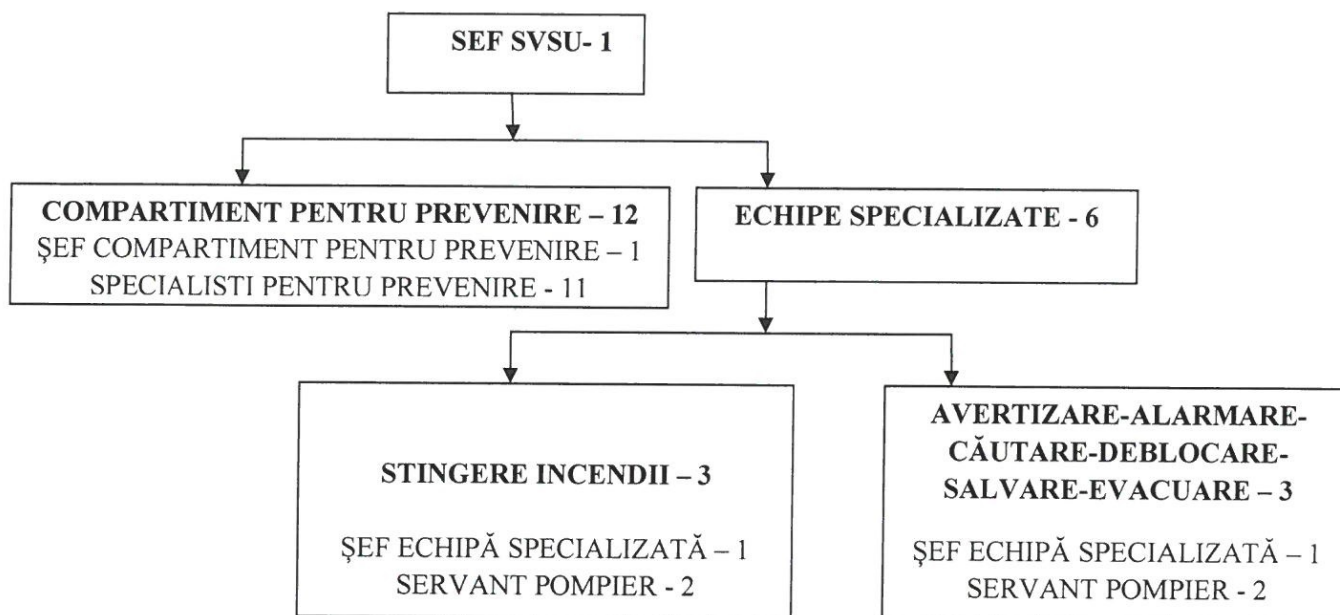 SEF SVSU- 1
COMPARTIMENT PENTRU PREVENIRE – 12
ŞEF COMPARTIMENT PENTRU PREVENIRE – 1
SPECIALISTI PENTRU PREVENIRE - 11
ECHIPE SPECIALIZATE - 6
STINGERE INCENDII – 3
ŞEF ECHIPĂ SPECIALIZATĂ – 1
SERVANT POMPIER - 2
AVERTIZARE-ALARMARE-
CĂUTARE-DEBLOCARE-
SALVARE-EVACUARE – 3
ŞEF ECHIPĂ SPECIALIZATĂ – 1
SERVANT POMPIER - 2